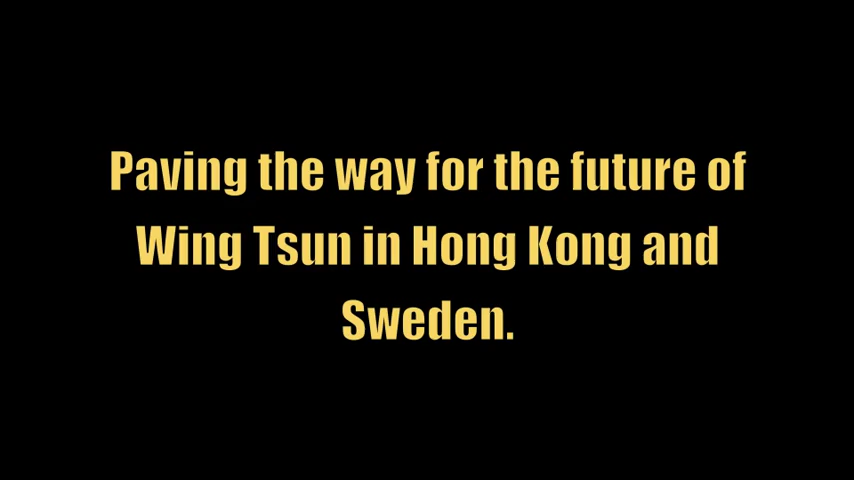 Paving the way for the future of
Wing Tsun in Hong Kong and
Sweden.